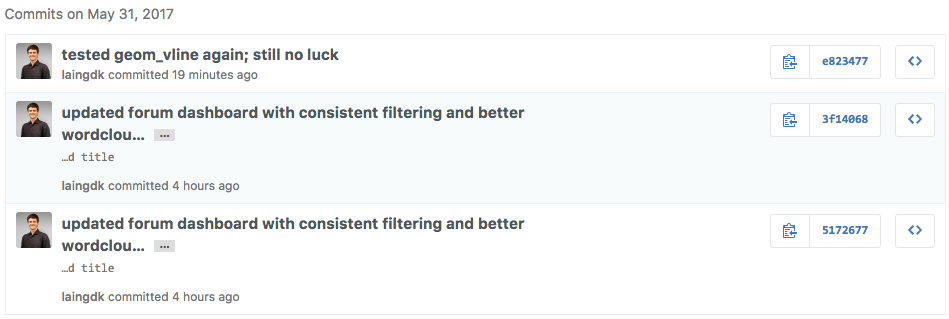 Commits on May 31, 2017
tested geom_vline again; still no luck
laingdk committed 19 minutes ago
e823477
updated forum dashboard with consistent filtering and better
wordclou… …
…d title
laingdk committed 4 hours ago
3f14068
updated forum dashboard with consistent filtering and better
wordclou… …
…d title
laingdk committed 4 hours ago
5172677